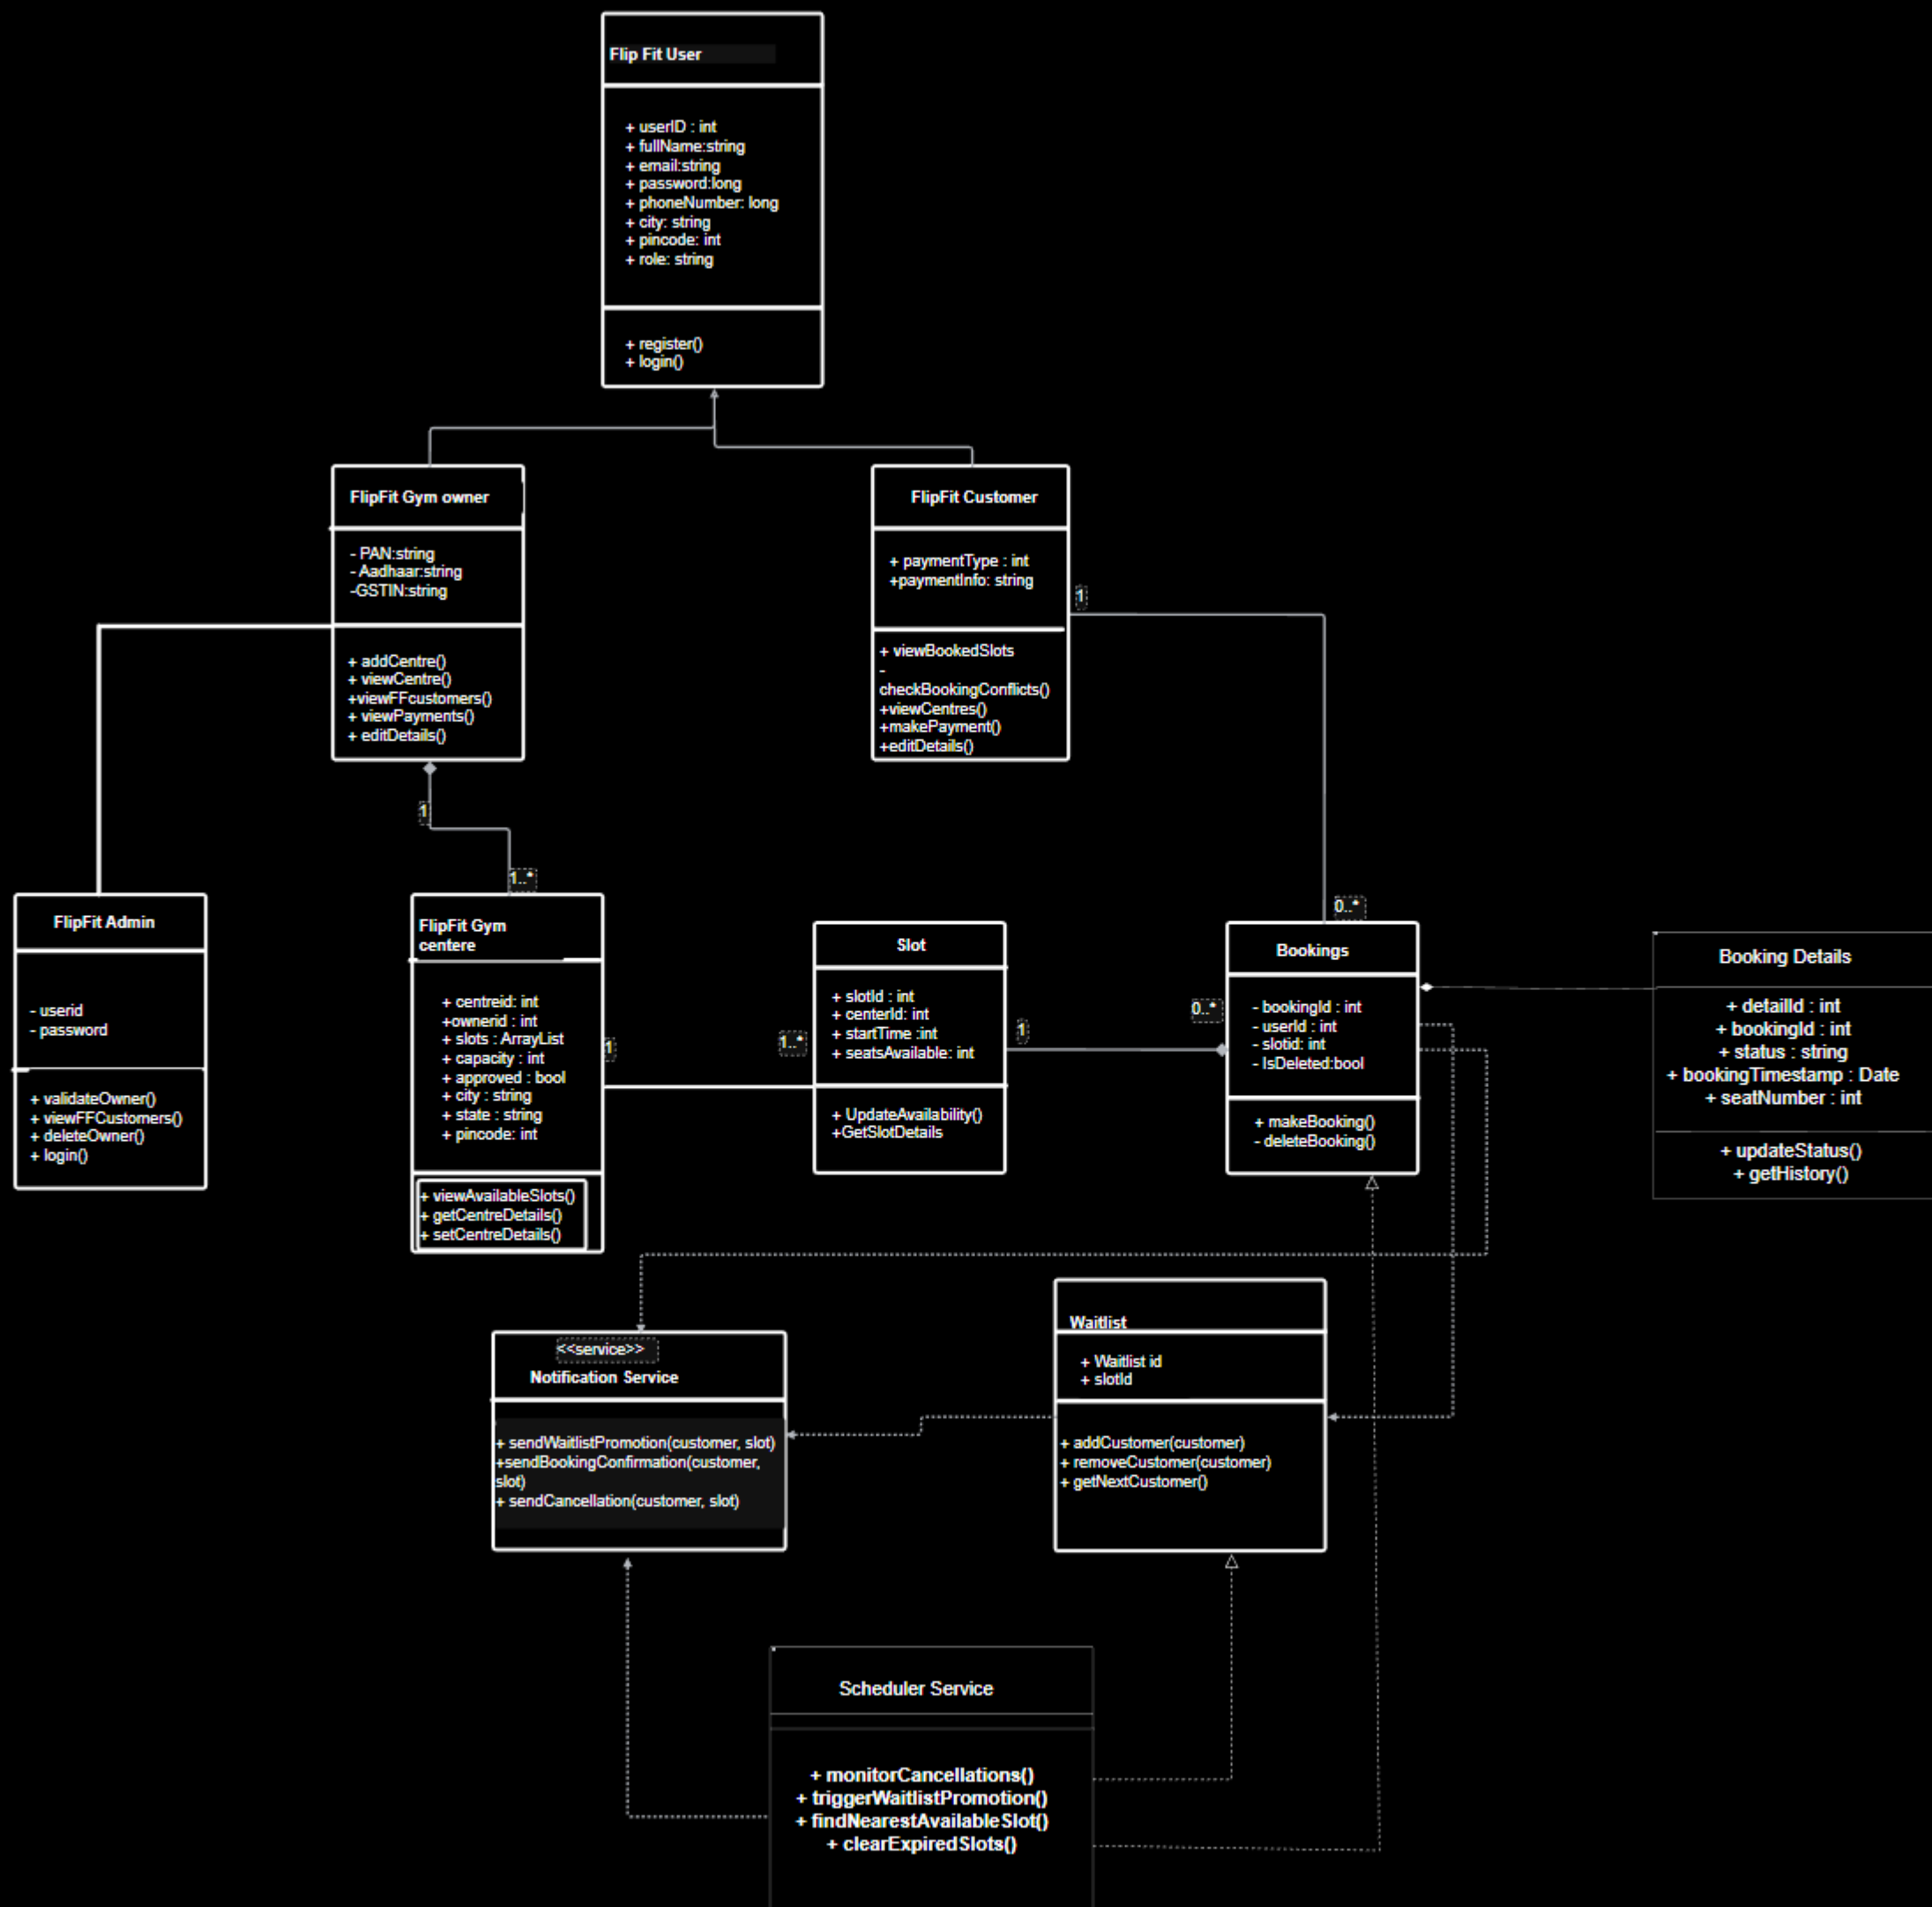 Flip Fit User
+ userID : int
+ fullName:string
+ email:string
+ password:long
+ phoneNumber: long
+ city: string
+ pincode: int
+ role: string
+ register()
+ login()
FlipFit Gym owner
- PAN:string
- Aadhaar:string
-GSTIN:string
+ addCentre()
+ viewCentre()
+viewFFcustomers()
+ viewPayments()
+ editDetails()
FlipFit Customer
+ paymentType : int
+paymentInfo: string
+ viewBookedSlots
-
checkBookingConflicts()
+viewCentres()
+makePayment()
+editDetails()
1
1
1..*
0..*
FlipFit Admin
- userid
- password
+ validateOwner()
+ viewFFCustomers()
+ deleteOwner()
+ login()
FlipFit Gym
centere
+ centreid: int
+ownerid : int
+ slots : ArrayList
+ capacity : int
+ approved : bool
+ city : string
+ state : string
+ pincode: int
+ viewAvailableSlots()
+ getCentreDetails()
+ setCentreDetails()
1
1..*
Slot
+ slotId : int
+ centerId: int
+ startTime :int
+ seatsAvailable: int
+ UpdateAvailability()
+GetSlotDetails
1
0..*
Bookings
- bookingId : int
- userId : int
- slotid: int
- IsDeleted:bool
+ makeBooking()
- deleteBooking()
Booking Details
+ detailId : int
+ bookingId : int
+ status : string
+ bookingTimestamp : Date
+ seatNumber : int
+ updateStatus()
+ getHistory()
<<service>>
Notification Service
+ sendWaitlistPromotion(customer, slot)
+sendBookingConfirmation(customer,
slot)
+ sendCancellation(customer, slot)
Waitlist
+ Waitlist id
+ slotId
+ addCustomer(customer)
+ removeCustomer(customer)
+ getNextCustomer()
Scheduler Service
+ monitorCancellations()
+ triggerWaitlistPromotion()
+ findNearestAvailableSlot()
+ clearExpiredSlots()